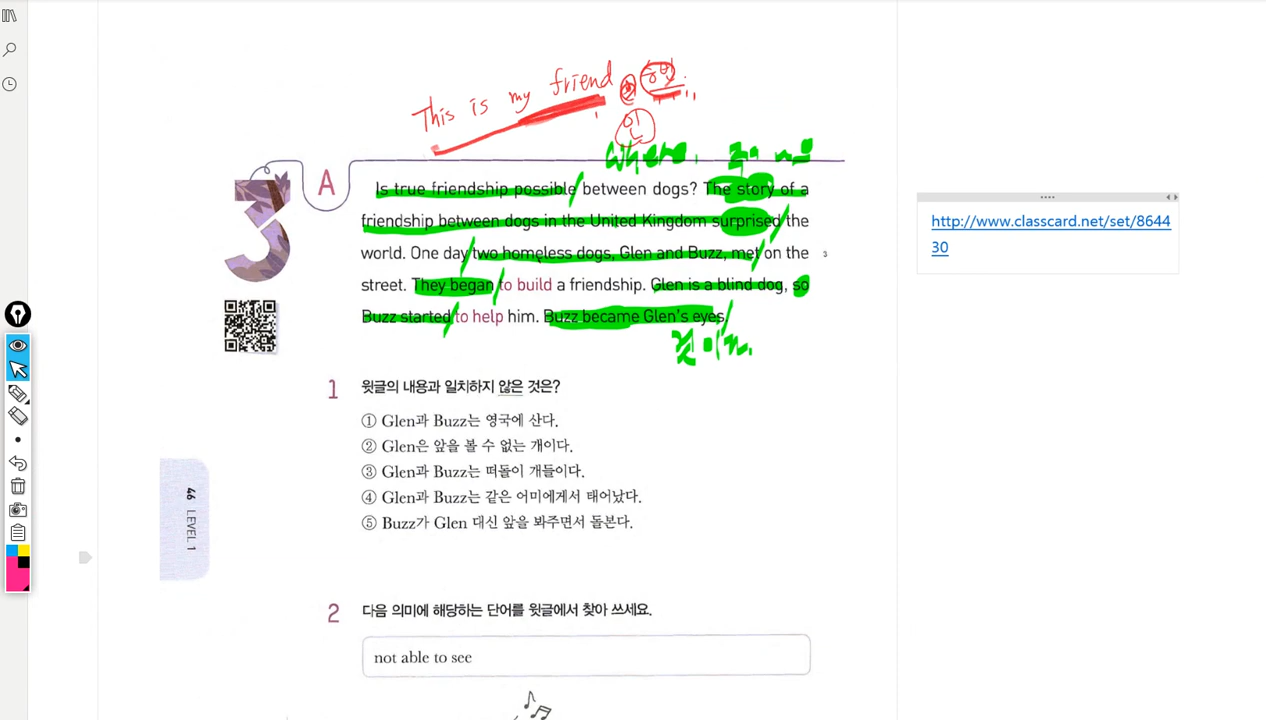 This is my friend
where.
A
Is true friendship possible between dogs? The story of a
friendship between dogs in the United Kingdom surprised the
world. One day two homeless dogs, Glen and Buzz, met on the
3
street. They began to build a friendship. Glen is a blind dog, so
Buzz started to help him. Buzz became Glen's eyes
3
http://www.classcard.net/set/8644
30
1 윗글의 내용과 일치하지 않은 것은?
① Glen과 Buzz는 영국에 산다.
② Glen은 앞을 볼 수 없는 개이다.
③ Glen과 Buzz는 떠돌이 개들이다.
④ Glen과 Buzz는 같은 어미에게서 태어났다.
⑤ Buzz가 Glen 대신 앞을 봐주면서 돌본다.
46 LEVEL 1
2 다음 의미에 해당하는 단어를 윗글에서 찾아 쓰세요.
not able to see